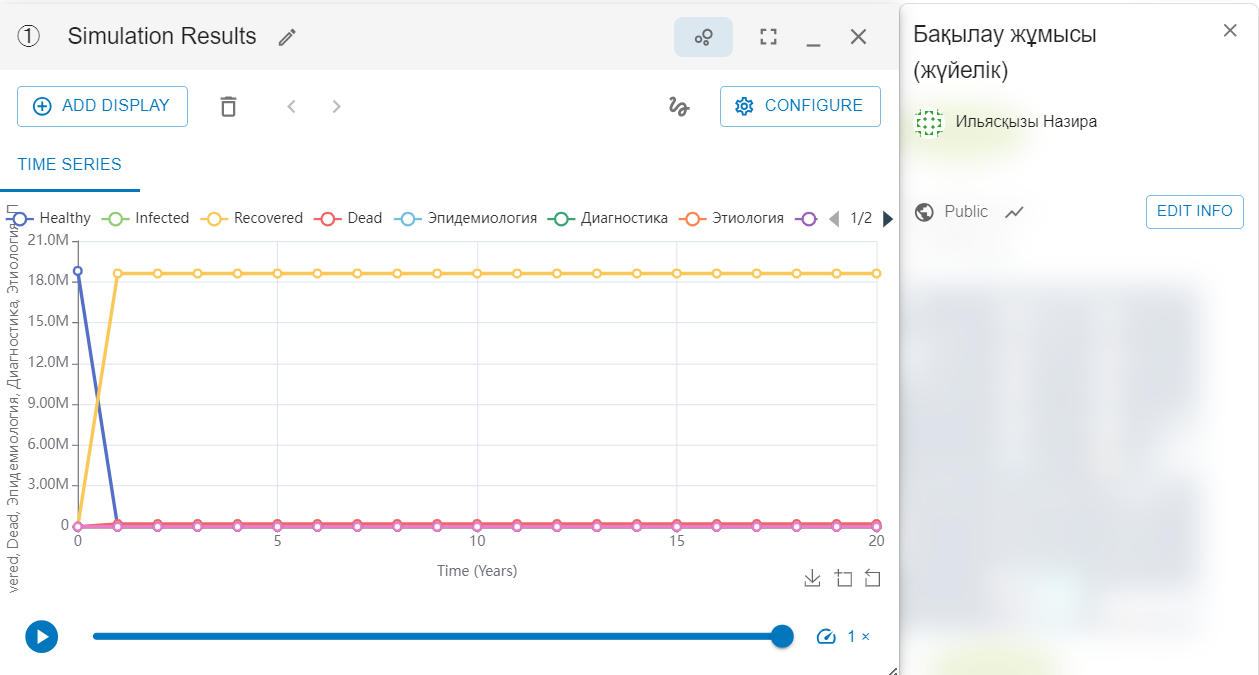 1 Simulation Results
ADD DISPLAY
CONFIGURE
TIME SERIES
Healthy Infected Recovered Dead Эпидемиология Диагностика Этиология 1/2
vered, Dead, Эпидемиология, Диагностика, Этиология, П
21.0M
18.0M
15.0M
12.0M
9.00M
6.00M
3.00M
0
0 5 10 15 20
Time (Years)
1 ×
Бақылау жұмысы
(жүйелік)
Ильясқызы Назира
Public
EDIT INFO